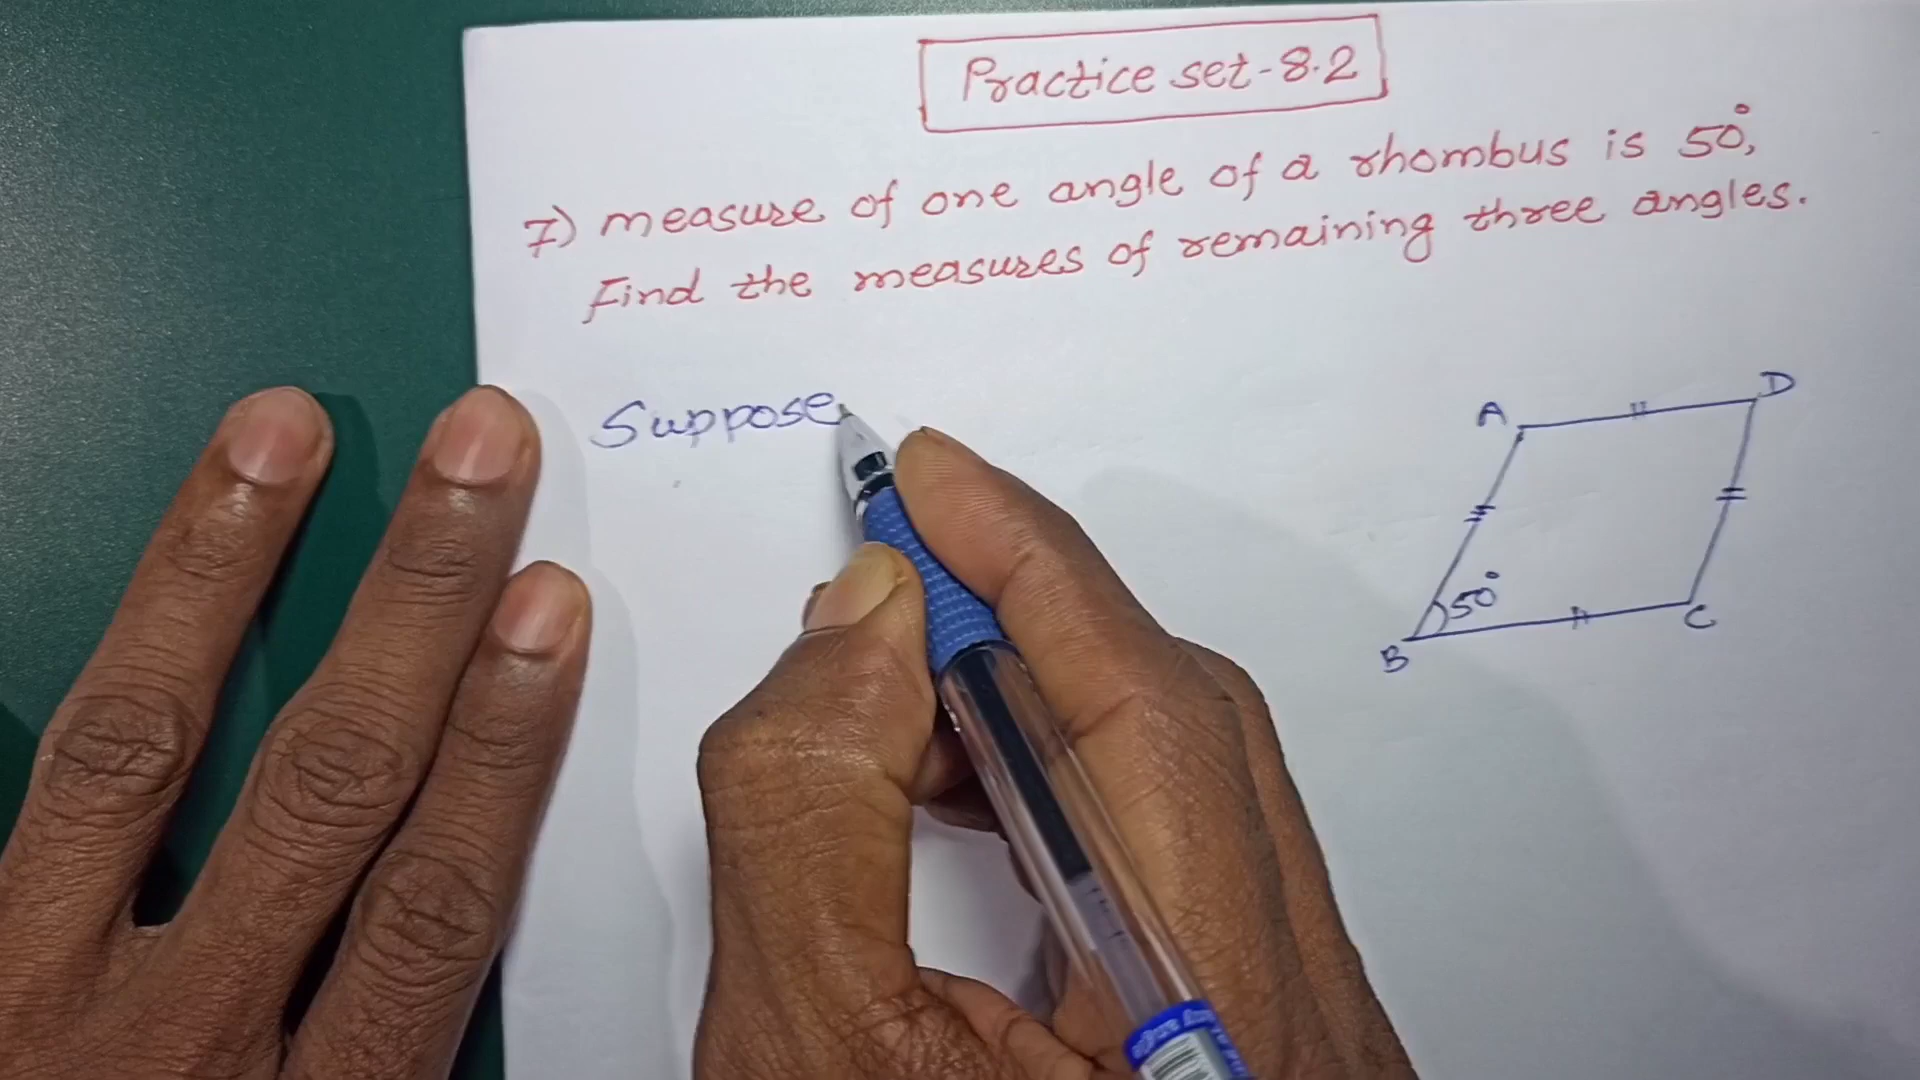 Practice set-8.2
7) measure of one angle of a rhombus is 50°,
Find the measures of remaining three angles.
Suppose
A
D
50°
B
C